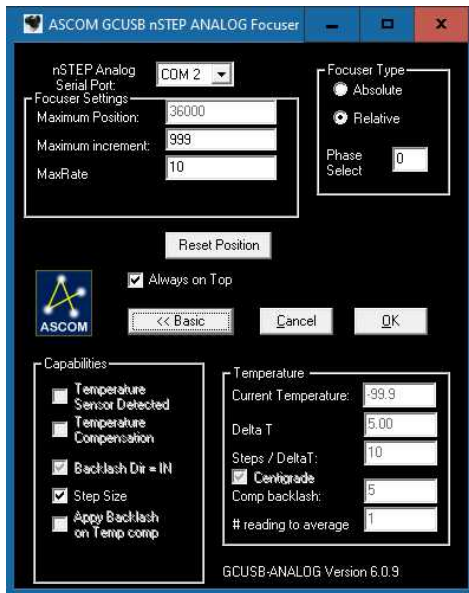 ASCOM GCUSB nSTEP ANALOG Focuser
nSTEP Analog
Serial Port:
COM 2
Focuser Settings
Maximum Position:
36000
Maximum increment:
999
MaxRate
10
Focuser Type
Absolute
Relative
Phase
Select
0
Reset Position
Always on Top
ASCOM
<< Basic
Cancel
OK
Capabilities
Temperature
Sensor Detected
Temperature
Compensation
Backlash Dir = IN
Step Size
Appy Backlash
on Temp comp
Temperature
Current Temperature:
-99.9
Delta T
5.00
Steps / DeltaT:
10
Centigrade
Comp backlash:
5
# reading to average
1
GCUSB-ANALOG Version 6.0.9